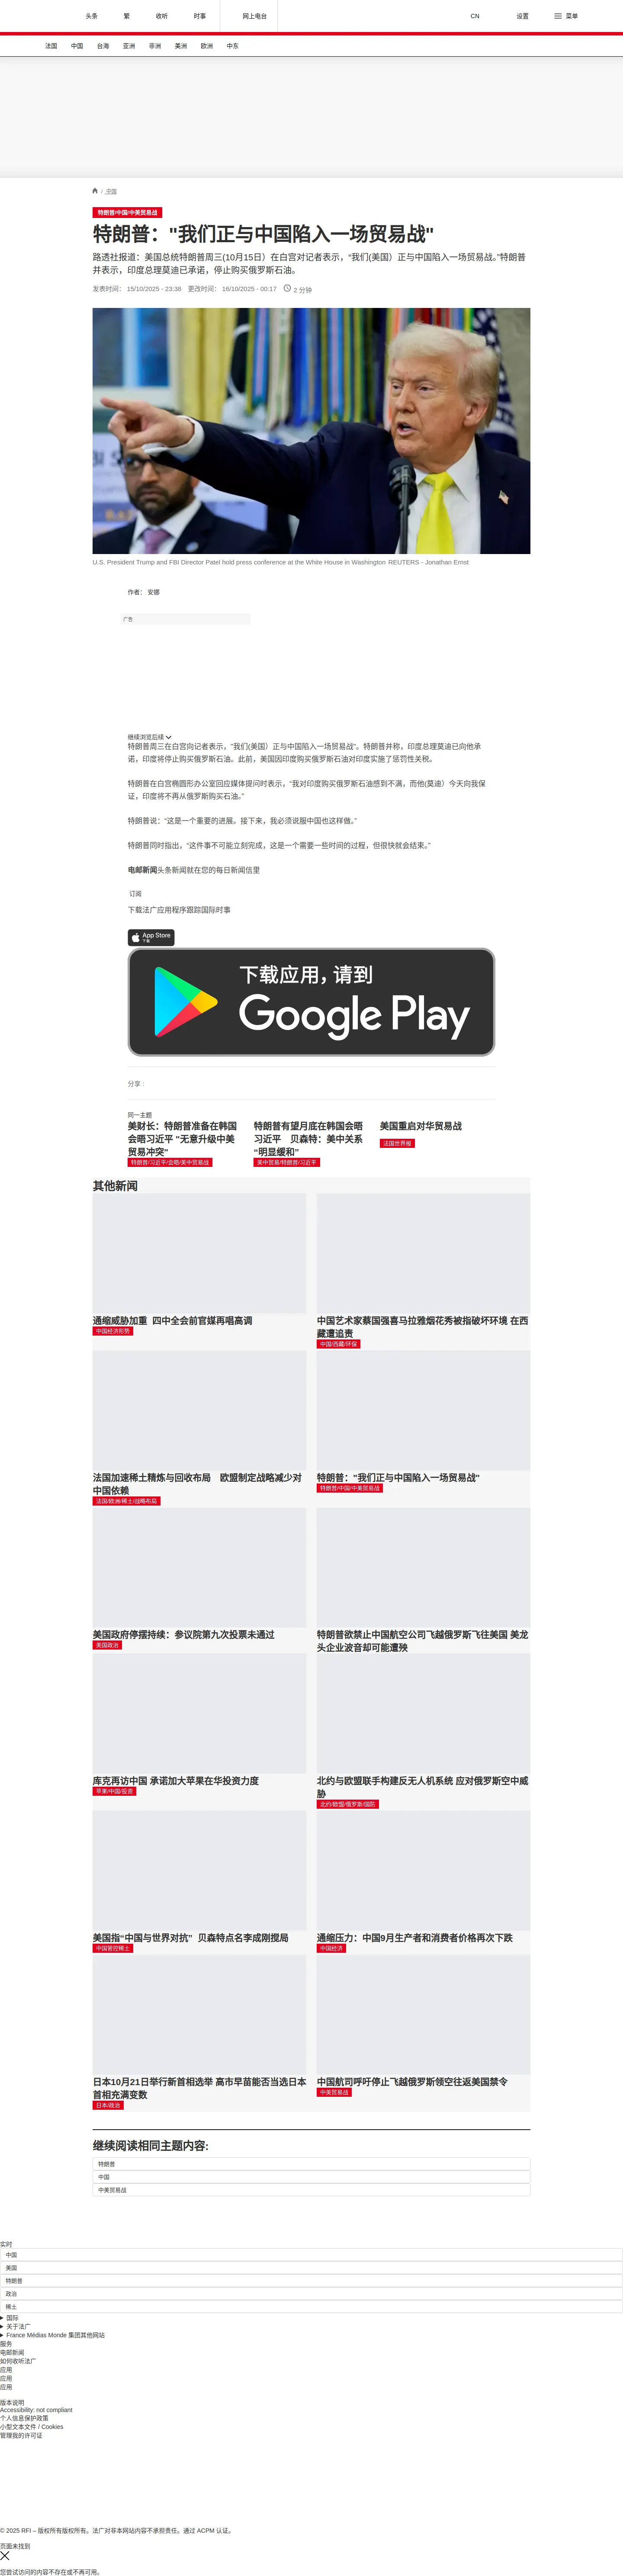 头条
繁
收听
时事
网上电台
CN
设置
菜单
法国
中国
台海
亚洲
非洲
美洲
欧洲
中东
/ 中国
特朗普/中国/中美贸易战
特朗普："我们正与中国陷入一场贸易战"
路透社报道：美国总统特朗普周三(10月15日）在白宫对记者表示，“我们(美国）正与中国陷入一场贸易战。”特朗普
并表示，印度总理莫迪已承诺，停止购买俄罗斯石油。
发表时间： 15/10/2025 - 23:36 更改时间： 16/10/2025 - 00:17 2 分钟
U.S. President Trump and FBI Director Patel hold press conference at the White House in Washington REUTERS - Jonathan Ernst
作者： 安娜
广告
继续浏览后续
特朗普周三在白宫向记者表示，“我们(美国）正与中国陷入一场贸易战”。特朗普并称，印度总理莫迪已向他承
诺，印度将停止购买俄罗斯石油。此前，美国因印度购买俄罗斯石油对印度实施了惩罚性关税。
特朗普在白宫椭圆形办公室回应媒体提问时表示，“我对印度购买俄罗斯石油感到不满，而他(莫迪）今天向我保
证，印度将不再从俄罗斯购买石油。”
特朗普说：“这是一个重要的进展。接下来，我必须说服中国也这样做。”
特朗普同时指出，“这件事不可能立刻完成，这是一个需要一些时间的过程，但很快就会结束。”
电邮新闻头条新闻就在您的每日新闻信里
订阅
下载法广应用程序跟踪国际时事
App Store
下载
下载应用，请到
Google Play
分享 :
同一主题
美财长：特朗普准备在韩国
会晤习近平 "无意升级中美
贸易冲突"
特朗普/习近平/会晤/美中贸易战
特朗普有望月底在韩国会晤
习近平　贝森特：美中关系
“明显缓和”
美中贸易/特朗普/习近平
美国重启对华贸易战
法国世界报
其他新闻
通缩威胁加重 四中全会前官媒再唱高调
中国经济形势
中国艺术家蔡国强喜马拉雅烟花秀被指破坏环境 在西
藏遭追责
中国/西藏/环保
法国加速稀土精炼与回收布局　欧盟制定战略减少对
中国依赖
法国/欧洲/稀土/战略布局
特朗普："我们正与中国陷入一场贸易战"
特朗普/中国/中美贸易战
美国政府停摆持续：参议院第九次投票未通过
美国政治
特朗普欲禁止中国航空公司飞越俄罗斯飞往美国 美龙
头企业波音却可能遭殃
库克再访中国 承诺加大苹果在华投资力度
苹果/中国/投资
北约与欧盟联手构建反无人机系统 应对俄罗斯空中威
胁
北约/欧盟/俄罗斯/国防
美国指“中国与世界对抗” 贝森特点名李成刚搅局
中国管控稀土
通缩压力：中国9月生产者和消费者价格再次下跌
中国经济
日本10月21日举行新首相选举 高市早苗能否当选日本
首相充满变数
日本/政治
中国航司呼吁停止飞越俄罗斯领空往返美国禁令
中美贸易战
继续阅读相同主题内容:
特朗普
中国
中美贸易战
实时
中国
美国
特朗普
政治
稀土
国际
关于法广
France Médias Monde 集团其他网站
服务
电邮新闻
如何收听法广
应用
应用
应用
版本说明
Accessibility: not compliant
个人信息保护政策
小型文本文件 / Cookies
管理我的许可证
© 2025 RFI – 版权所有版权所有。法广对非本网站内容不承担责任。通过 ACPM 认证。
页面未找到
您尝试访问的内容不存在或不再可用。